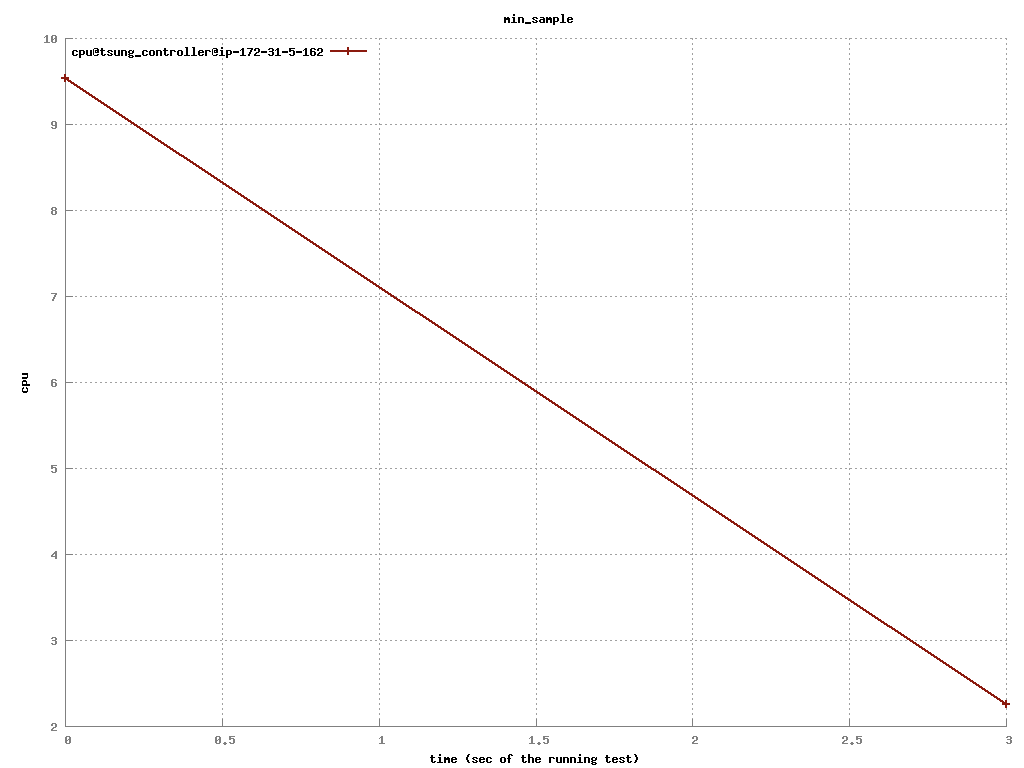 min_sample
10
cpu@tsung_controller@ip-172-31-5-162
9
8
7
6
cpu
5
4
3
2
0 0.5 1 1.5 2 2.5 3
time (sec of the running test)